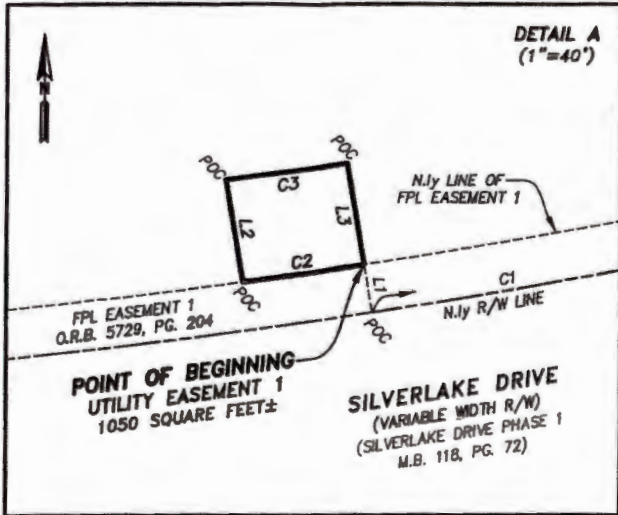 DETAIL A
(1"=40')
N
POC
POC
C3
N.ly LINE OF
FPL EASEMENT 1
L2
L3
C2
POC
L1
C1
N.ly R/W LINE
POC
FPL EASEMENT 1
O.R.B. 5729, PG. 204
POINT OF BEGINNING
UTILITY EASEMENT 1
1050 SQUARE FEET±
SILVERLAKE DRIVE
(VARIABLE WIDTH R/W)
(SILVERLAKE DRIVE PHASE 1
M.B. 118, PG. 72)